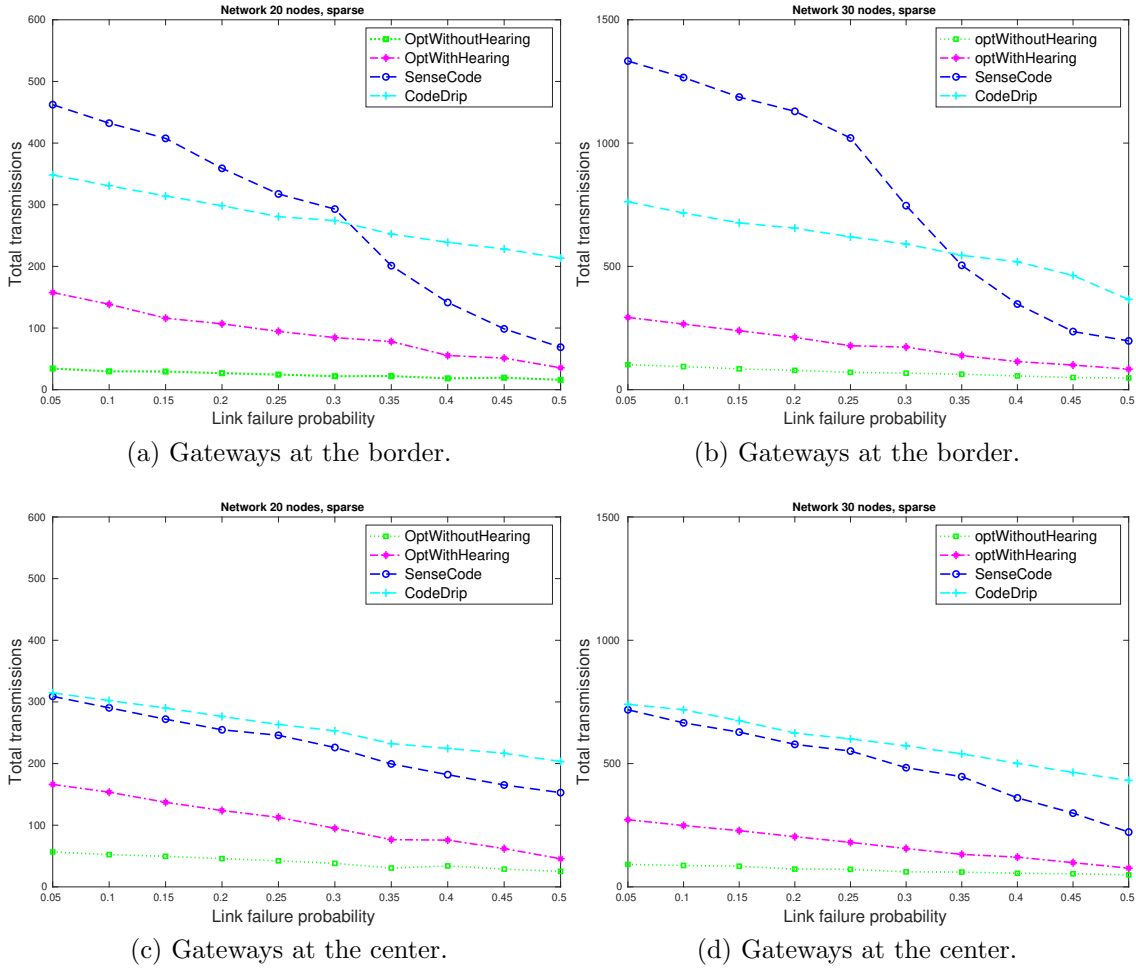 Network 20 nodes, sparse
600
500
400
300
200
100
0
Total transmissions
OptWithoutHearing
OptWithHearing
SenseCode
CodeDrip
0.05 0.1 0.15 0.2 0.25 0.3 0.35 0.4 0.45 0.5
Link failure probability
(a) Gateways at the border.
Network 30 nodes, sparse
1500
1000
500
0
Total transmissions
optWithoutHearing
optWithHearing
SenseCode
CodeDrip
0.05 0.1 0.15 0.2 0.25 0.3 0.35 0.4 0.45 0.5
Link failure probability
(b) Gateways at the border.
Network 20 nodes, sparse
600
500
400
300
200
100
0
Total transmissions
OptWithoutHearing
OptWithHearing
SenseCode
CodeDrip
0.05 0.1 0.15 0.2 0.25 0.3 0.35 0.4 0.45 0.5
Link failure probability
(c) Gateways at the center.
Network 30 nodes, sparse
1500
1000
500
0
Total transmissions
optWithoutHearing
optWithHearing
SenseCode
CodeDrip
0.05 0.1 0.15 0.2 0.25 0.3 0.35 0.4 0.45 0.5
Link failure probability
(d) Gateways at the center.